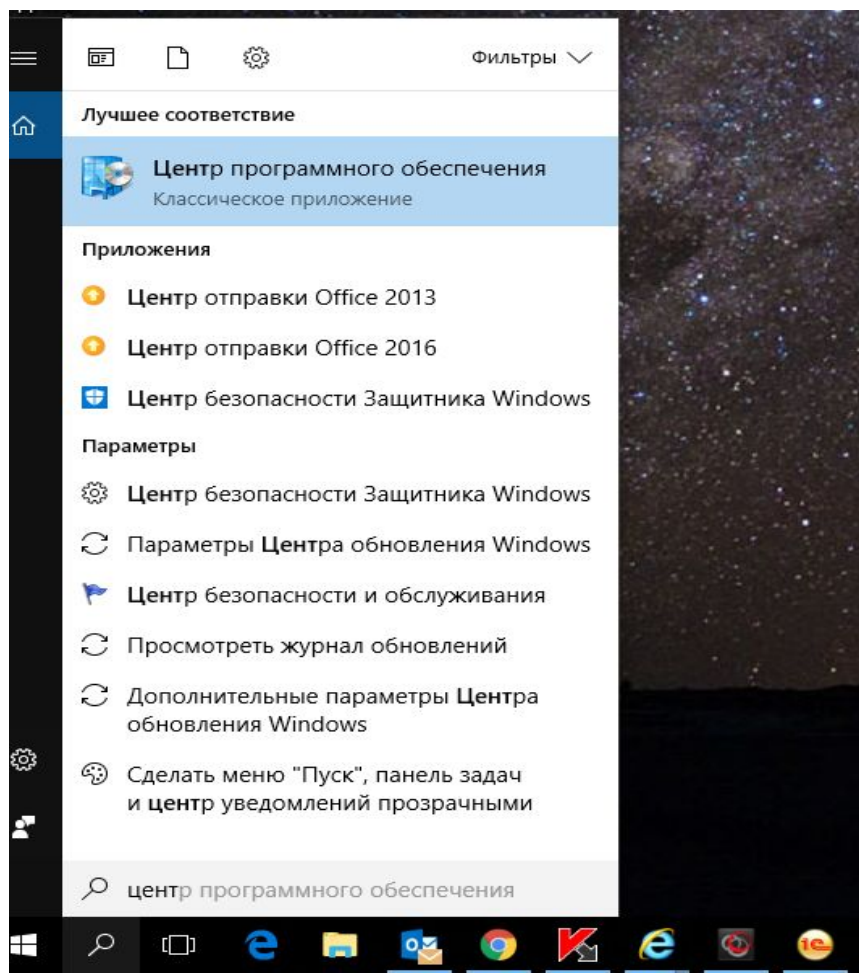 Фильтры
Лучшее соответствие
Центр программного обеспечения
Классическое приложение
Приложения
Центр отправки Office 2013
Центр отправки Office 2016
Центр безопасности Защитника Windows
Параметры
Центр безопасности Защитника Windows
Параметры Центра обновления Windows
Центр безопасности и обслуживания
Просмотреть журнал обновлений
Дополнительные параметры Центра
обновления Windows
Сделать меню "Пуск", панель задач
и центр уведомлений прозрачными
центр программного обеспечения
1С